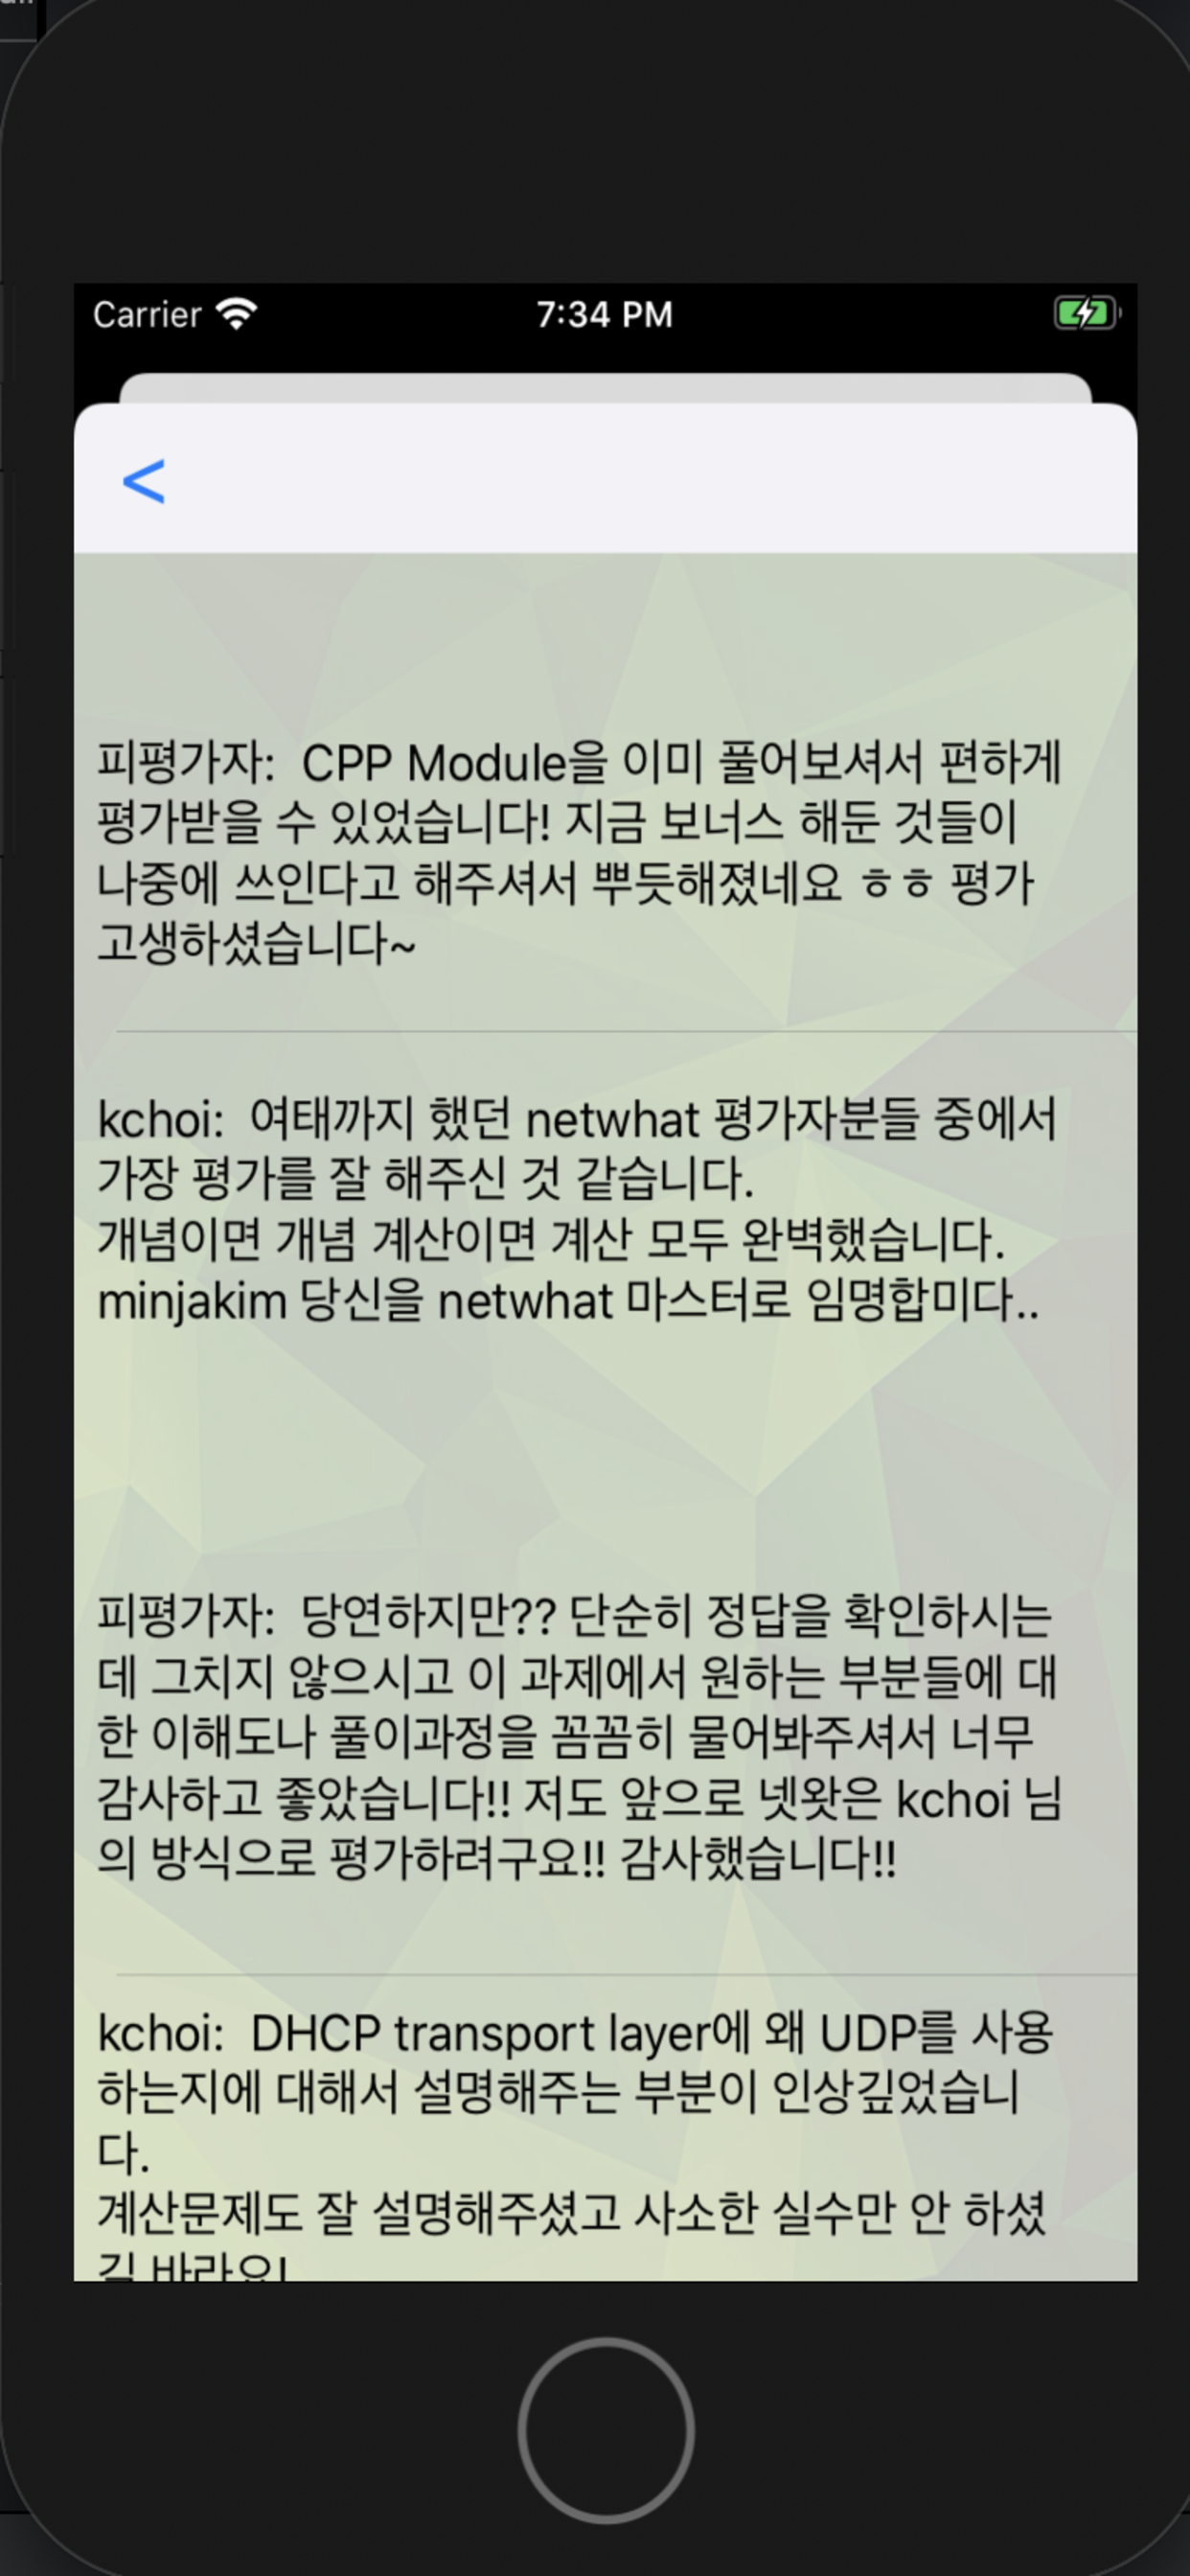 Carrier
7:34 PM
<
피평가자:  CPP Module을 이미 풀어보셔서 편하게
평가받을 수 있었습니다! 지금 보너스 해둔 것들이
나중에 쓰인다고 해주셔서 뿌듯해졌네요 ㅎㅎ 평가
고생하셨습니다~
kchoi:  여태까지 했던 netwhat 평가자분들 중에서
가장 평가를 잘 해주신 것 같습니다.
개념이면 개념 계산이면 계산 모두 완벽했습니다.
minjakim 당신을 netwhat 마스터로 임명합미다..
피평가자:  당연하지만?? 단순히 정답을 확인하시는
데 그치지 않으시고 이 과제에서 원하는 부분들에 대
한 이해도나 풀이과정을 꼼꼼히 물어봐주셔서 너무
감사하고 좋았습니다!! 저도 앞으로 넷왓은 kchoi 님
의 방식으로 평가하려구요!! 감사했습니다!!
kchoi:  DHCP transport layer에 왜 UDP를 사용
하는지에 대해서 설명해주는 부분이 인상깊었습니
다.
계산문제도 잘 설명해주셨고 사소한 실수만 안 하셨
길 바라요!